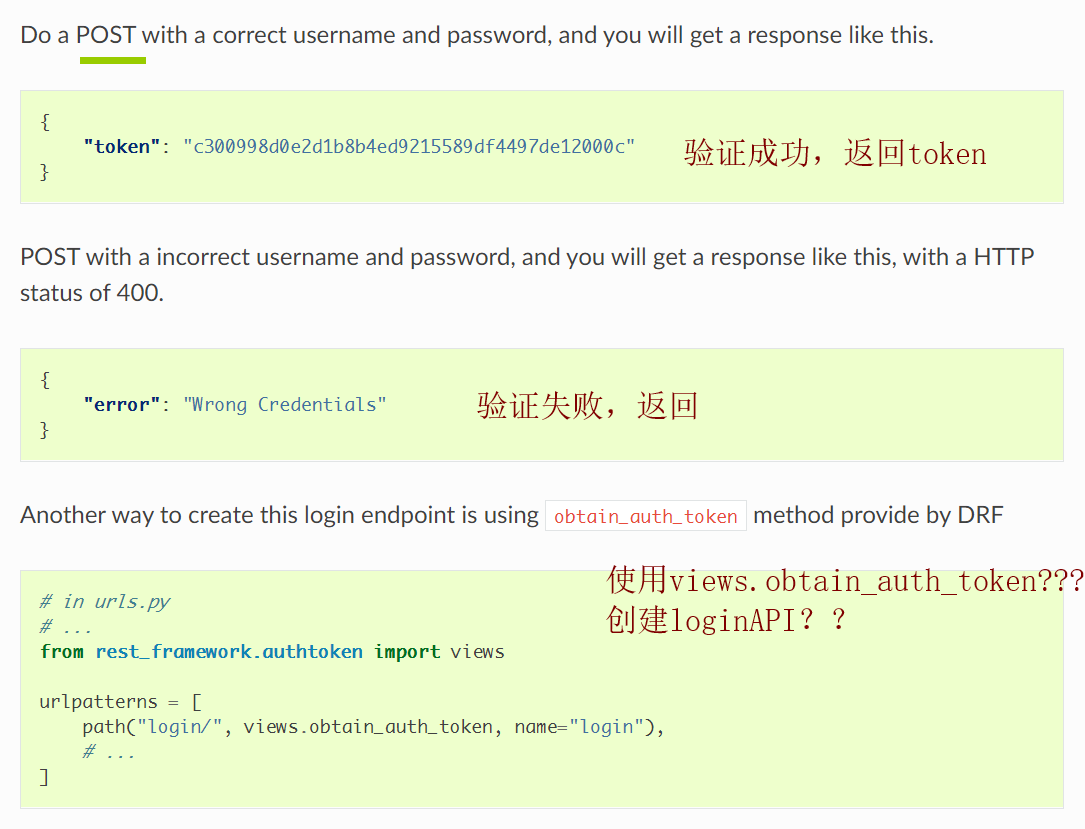 Do a POST with a correct username and password, and you will get a response like this.
{
"token": "c300998d0e2d1b8b4ed9215589df4497de12000c"
验证成功，返回token
}
POST with a incorrect username and password, and you will get a response like this, with a HTTP
status of 400.
{
"error": "Wrong Credentials"
验证失败，返回
}
Another way to create this login endpoint is using obtain_auth_token method provide by DRF
使用views.obtain_auth_token???
创建loginAPI？？
# in urls.py
# ...
from rest_framework.authtoken import views
urlpatterns = [
path("login/", views.obtain_auth_token, name="login"),
# ...
]